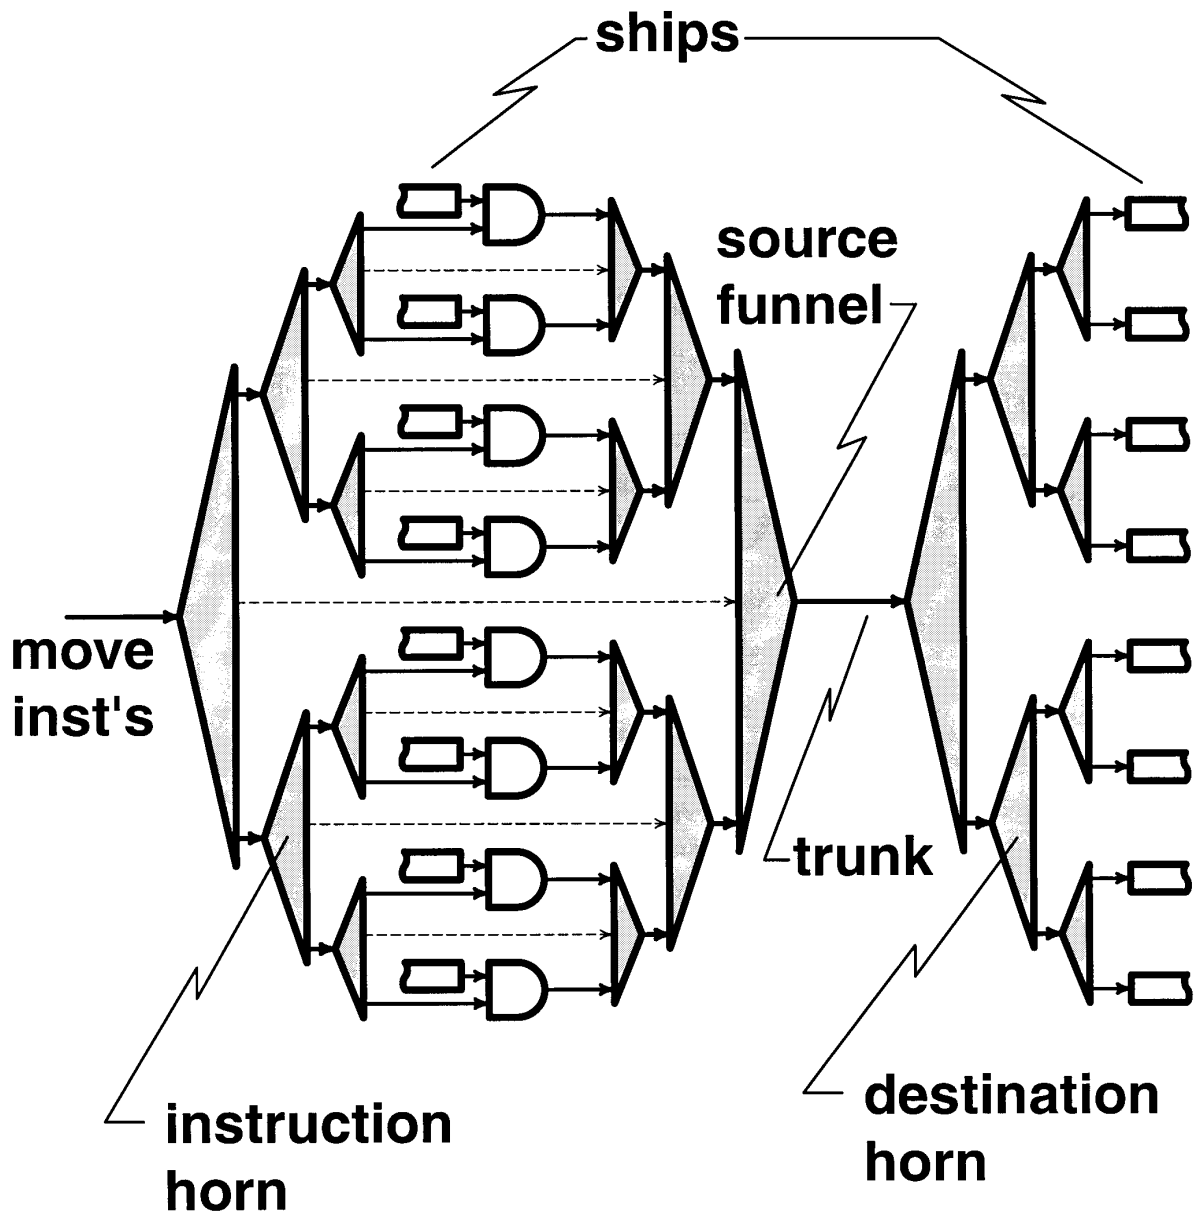 ships
source
funnel
move
inst's
trunk
instruction
horn
destination
horn